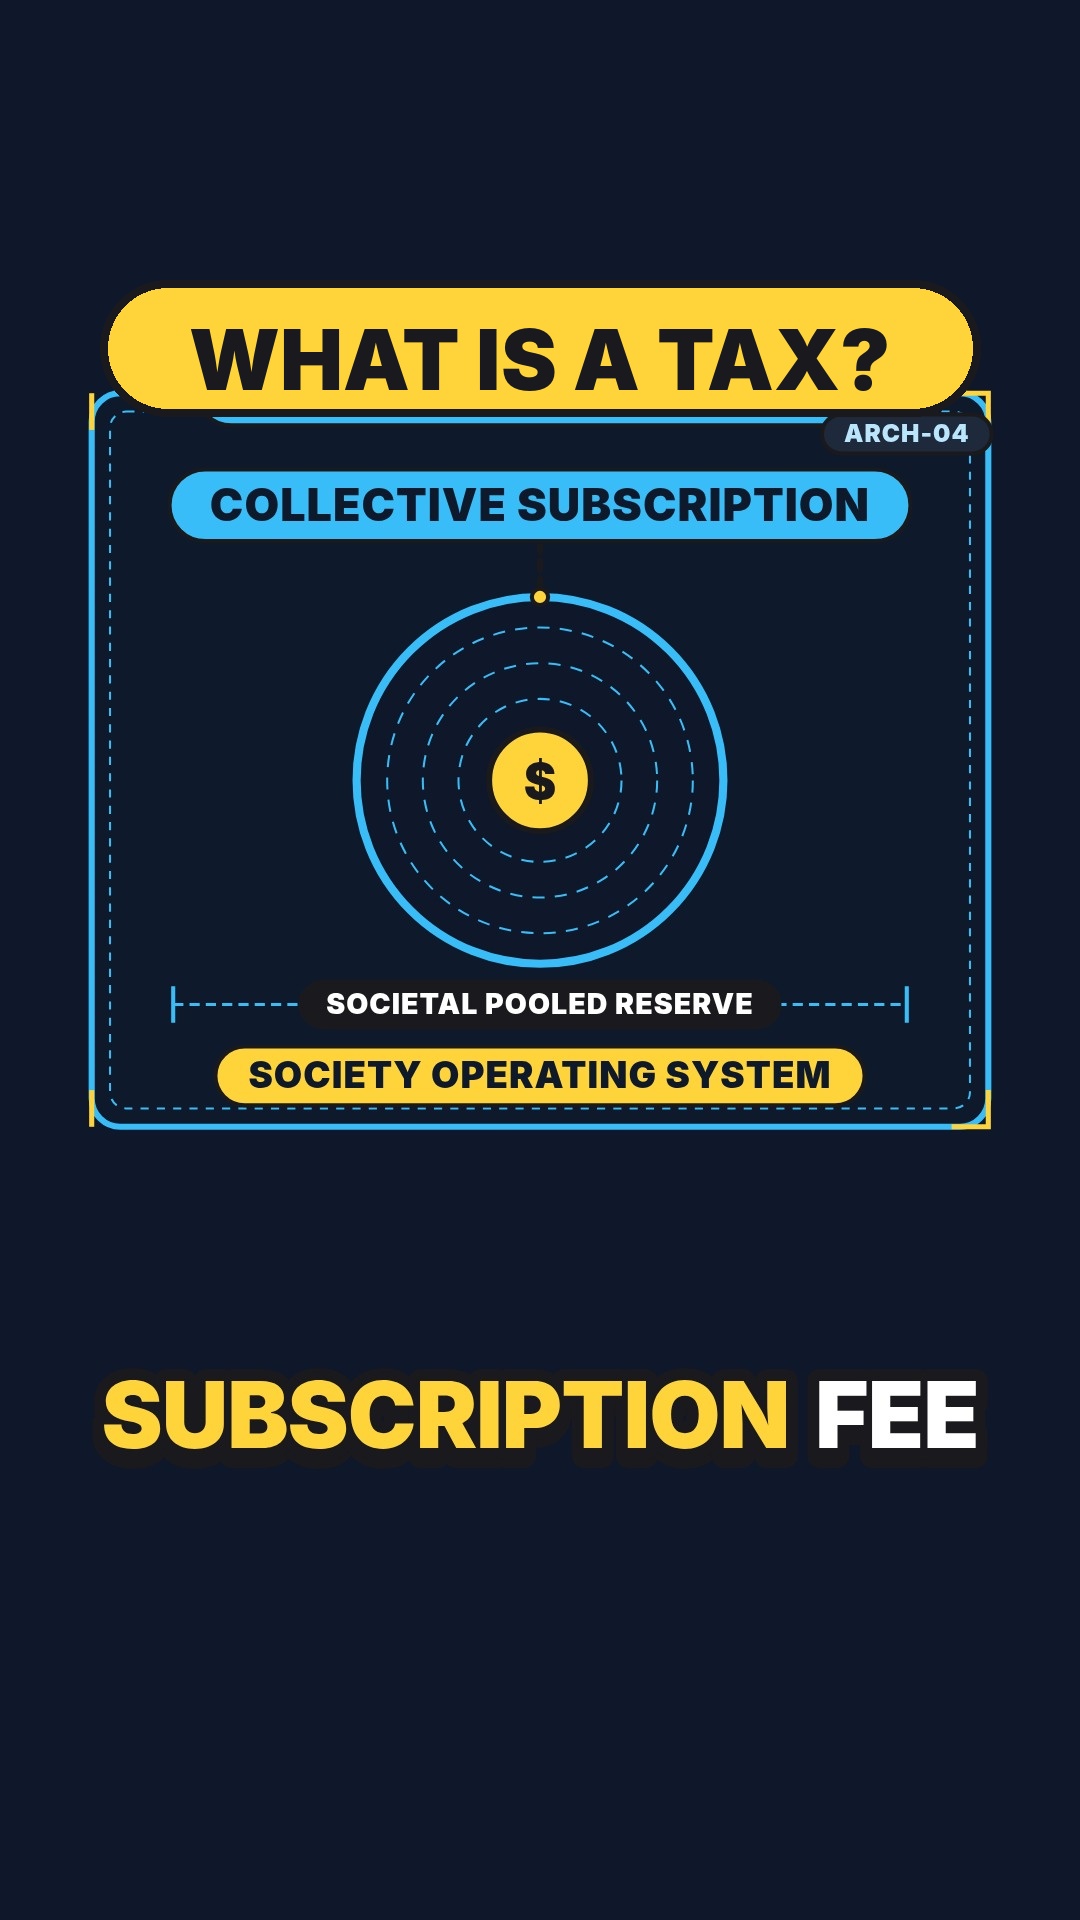 WHAT IS A TAX?
ARCH-04
COLLECTIVE SUBSCRIPTION
$
SOCIETAL POOLED RESERVE
SOCIETY OPERATING SYSTEM
SUBSCRIPTION FEE